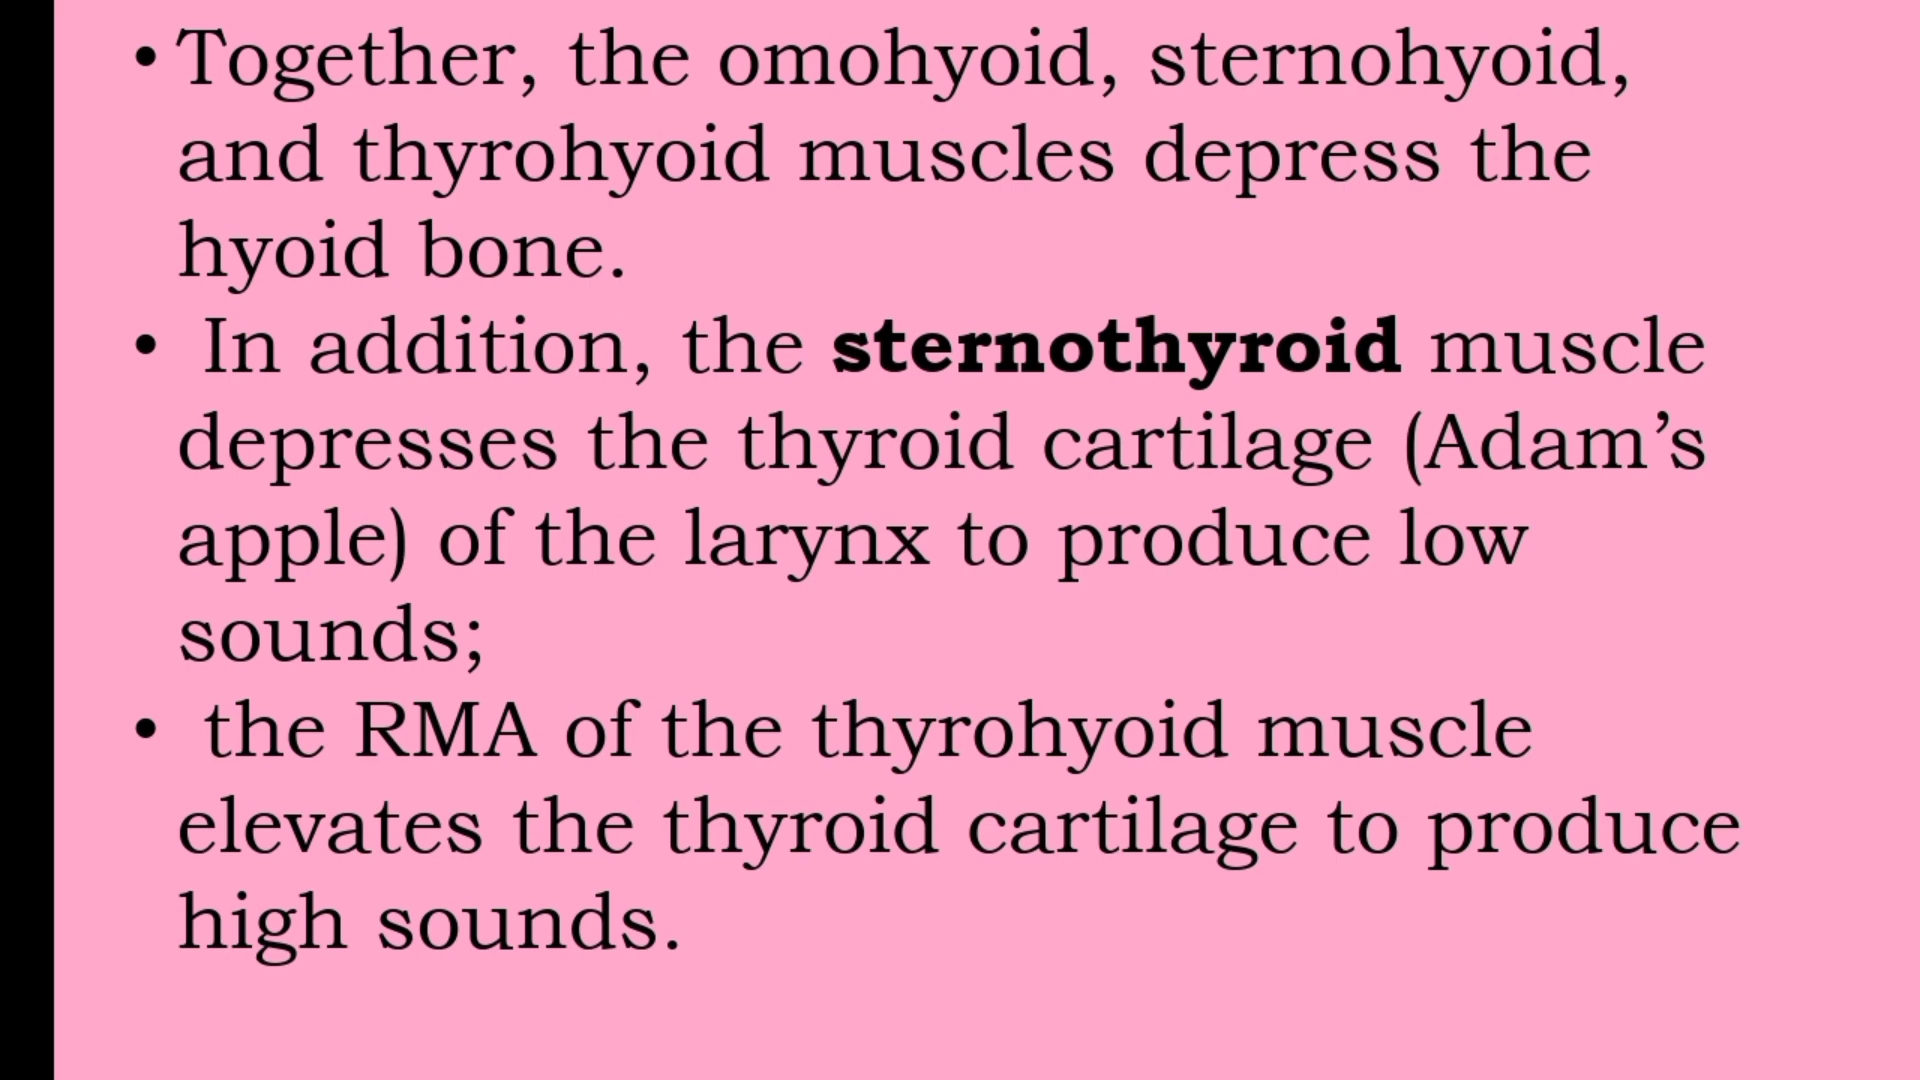 • Together, the omohyoid, sternohyoid,
and thyrohyoid muscles depress the
hyoid bone.
• In addition, the sternothyroid muscle
depresses the thyroid cartilage (Adam’s
apple) of the larynx to produce low
sounds;
• the RMA of the thyrohyoid muscle
elevates the thyroid cartilage to produce
high sounds.